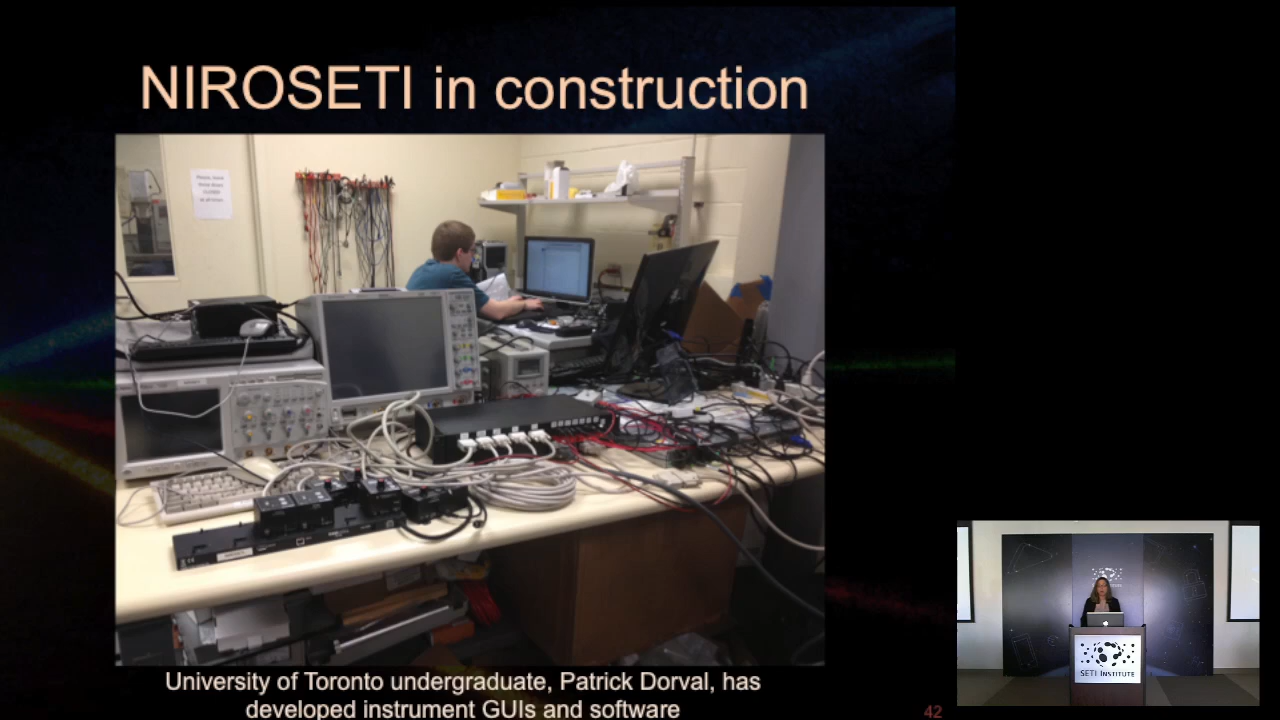 NIROSETI in construction
University of Toronto undergraduate, Patrick Dorval, has
developed instrument GUIs and software
42
SETI INSTITUTE